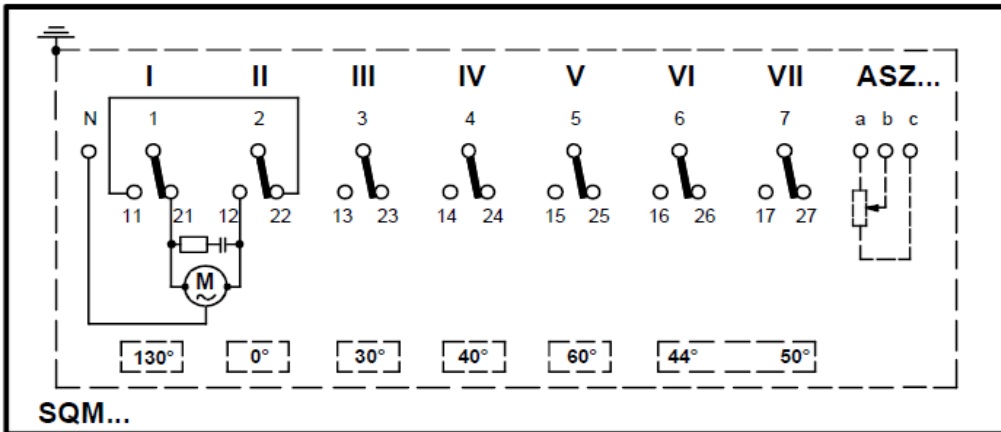 I II III IV V VI VII ASZ...
N 1 2 3 4 5 6 7 a b c
11 21 12 22 13 23 14 24 15 25 16 26 17 27
M
~
130° 0° 30° 40° 60° 44° 50°
SQM...